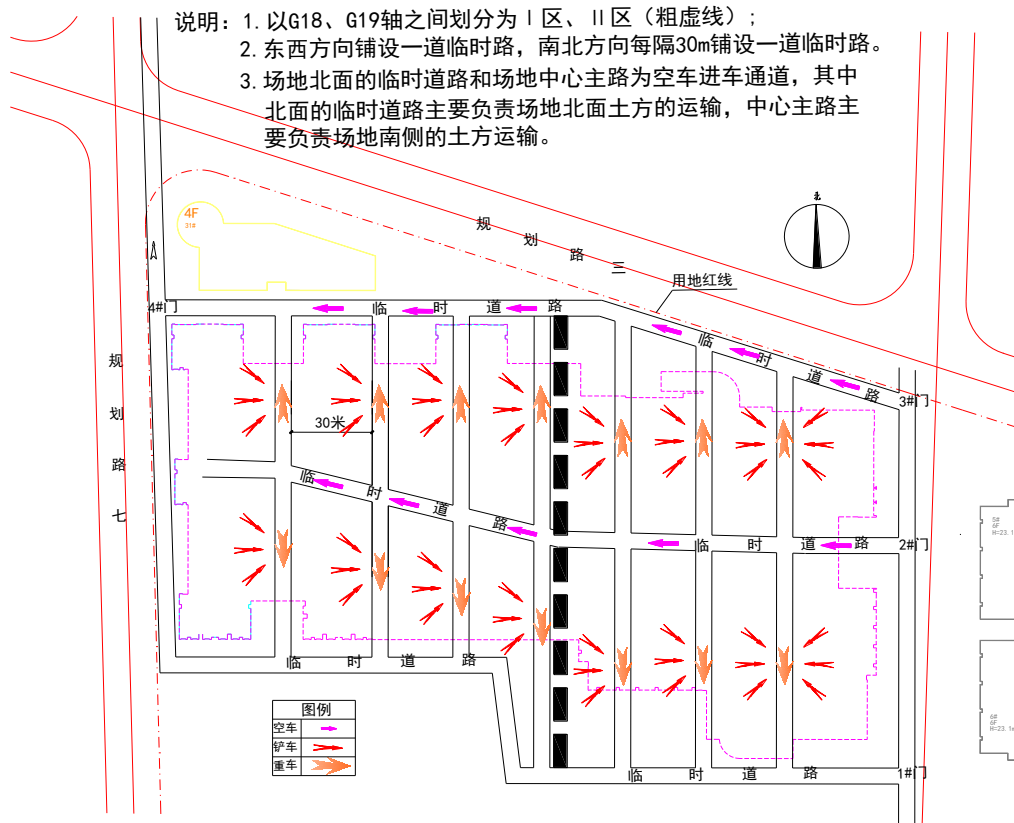 说明：1. 以G18、G19轴之间划分为Ⅰ区、Ⅱ区（粗虚线）；
2. 东西方向铺设一道临时路，南北方向每隔30m铺设一道临时路。
3. 场地北面的临时道路和场地中心主路为空车进车通道，其中
北面的临时道路主要负责场地北面土方的运输，中心主路主
要负责场地南侧的土方运输。
4F
31#
北
规划路三
用地红线
4#门
临时道路
临时道路
3#门
规划路七
30米
临时道路
临时道路
2#门
临时道路
临时道路
1#门
图例
空车
铲车
重车
H=23.1
H=23.1